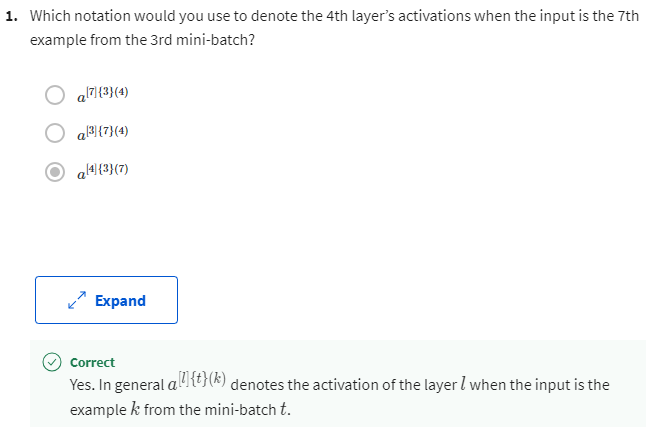 1. Which notation would you use to denote the 4th layer’s activations when the input is the 7th
example from the 3rd mini-batch?
a[7]{3}(4)
a[3]{7}(4)
a[4]{3}(7)
Expand
Correct
Yes. In general a[l]{t}(k) denotes the activation of the layer l when the input is the
example k from the mini-batch t.